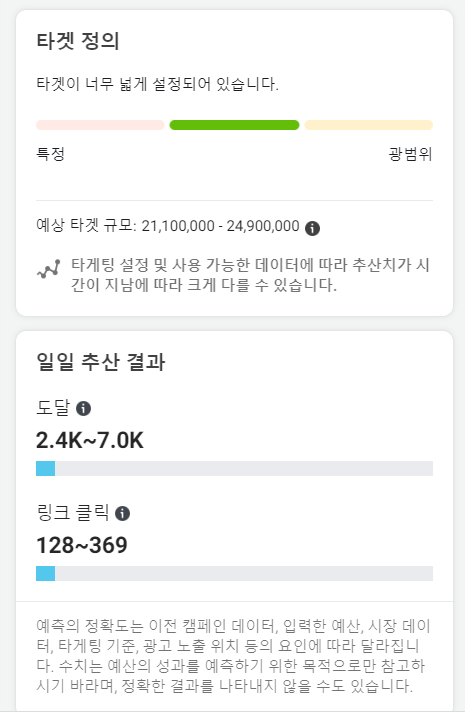 타겟 정의
타겟이 너무 넓게 설정되어 있습니다.
특정
광범위
예상 타겟 규모: 21,100,000 - 24,900,000
타게팅 설정 및 사용 가능한 데이터에 따라 추산치가 시
간이 지남에 따라 크게 다를 수 있습니다.
일일 추산 결과
도달
2.4K~7.0K
링크 클릭
128~369
예측의 정확도는 이전 캠페인 데이터, 입력한 예산, 시장 데이
터, 타게팅 기준, 광고 노출 위치 등의 요인에 따라 달라집니
다. 수치는 예산의 성과를 예측하기 위한 목적으로만 참고하
시기 바라며, 정확한 결과를 나타내지 않을 수도 있습니다.